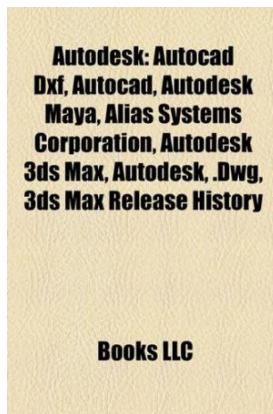 Autodesk: Autocad
Dxf, Autocad, Autodesk
Maya, Alias Systems
Corporation, Autodesk
3ds Max, Autodesk, .Dwg,
3ds Max Release History
Books LLC